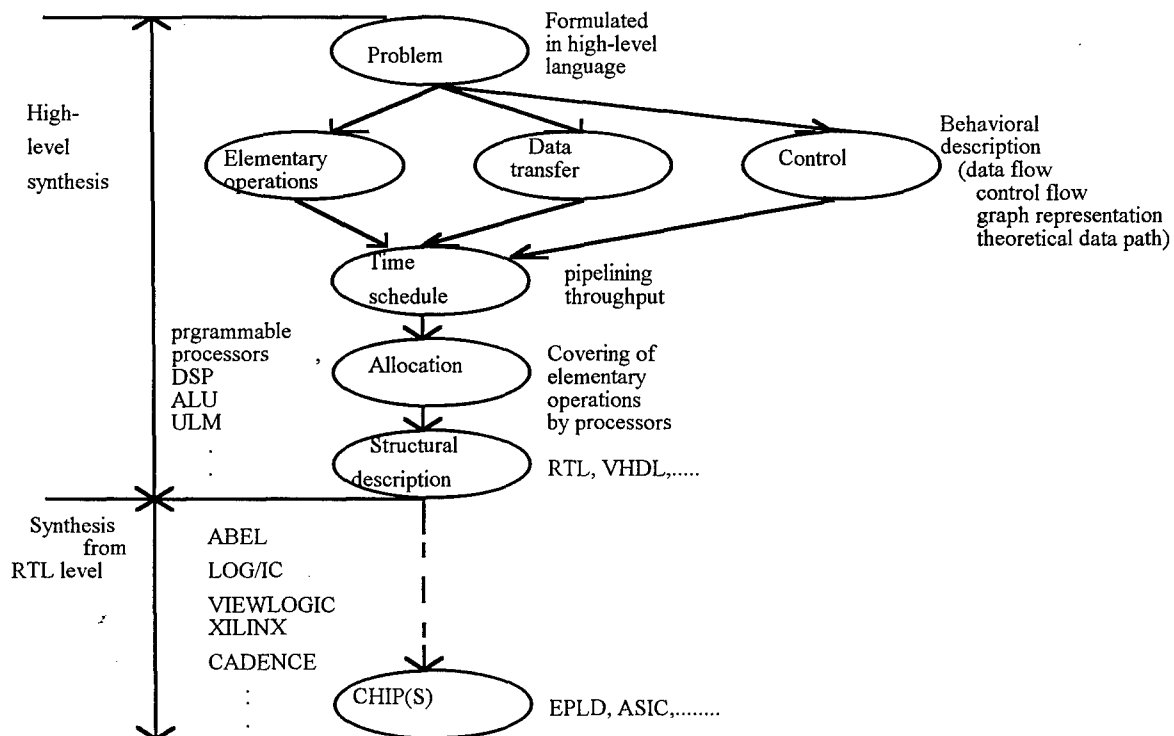 Problem
Formulated
in high-level
language
High-
level
synthesis
Elementary
operations
Data
transfer
Control
Behavioral
description
(data flow
control flow
graph representation
theoretical data path)
Time
schedule
pipelining
throughput
prgrammable
processors
DSP
ALU
ULM
.
.
Allocation
Covering of
elementary
operations
by processors
Structural
description
RTL, VHDL,.....
Synthesis
from
RTL level
ABEL
LOG/IC
VIEWLOGIC
XILINX
CADENCE
:
.
CHIP(S)
EPLD, ASIC,........